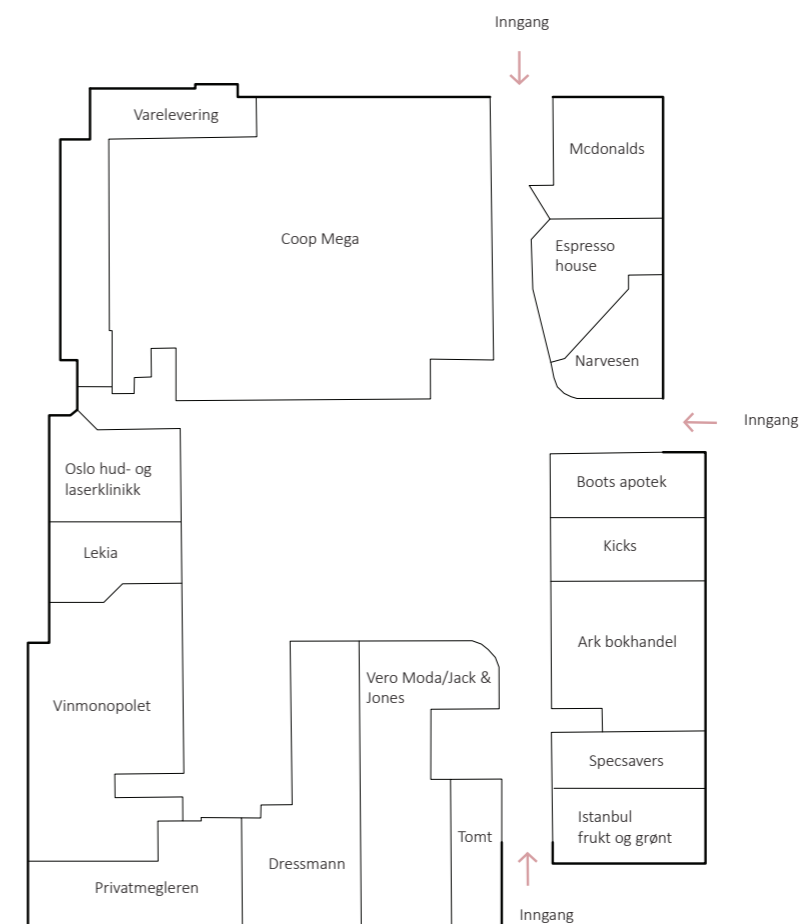 Inngang
Varelevering
Mcdonalds
Coop Mega
Espresso
house
Narvesen
Inngang
Oslo hud- og
laserklinikk
Boots apotek
Lekia
Kicks
Ark bokhandel
Vero Moda/Jack &
Jones
Vinmonopolet
Specsavers
Istanbul
frukt og grønt
Tomt
Dressmann
Privatmegleren
Inngang